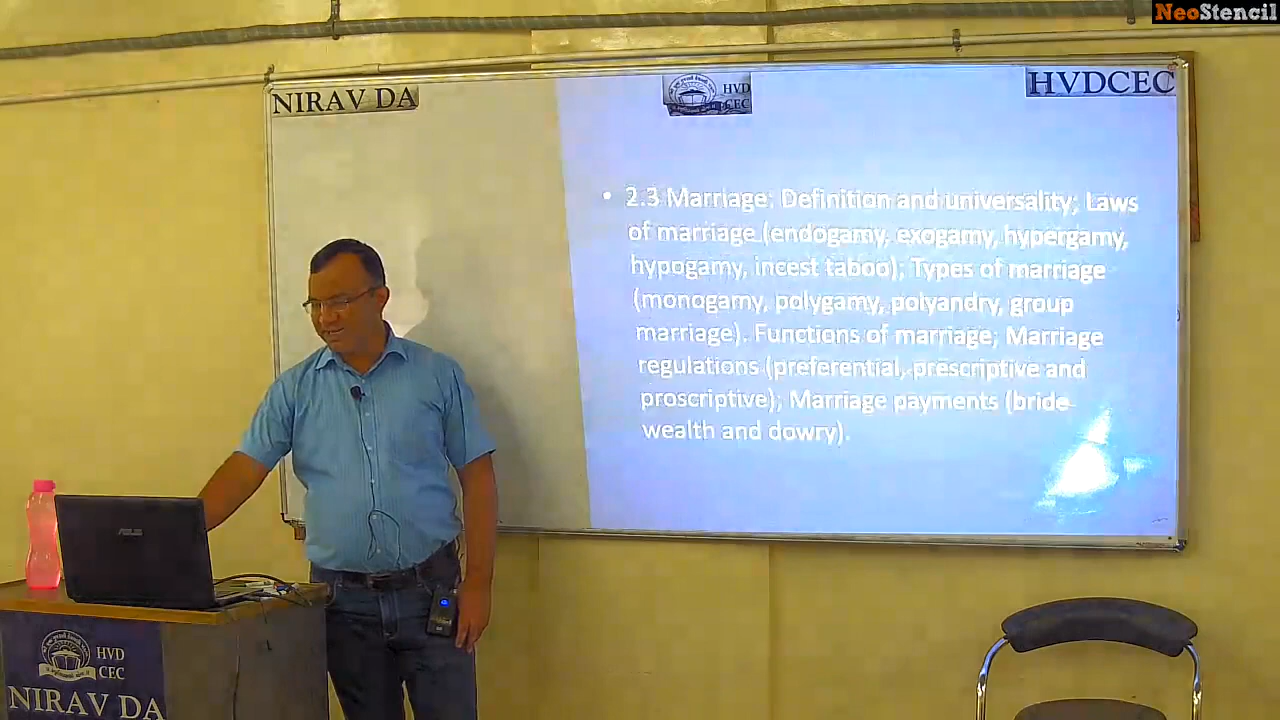 NeoStencil
NIRAV DA
HVD
CEC
HVDCEC
• 2.3 Marriage: Definition and universality; Laws
of marriage (endogamy, exogamy, hypergamy,
hypogamy, incest taboo); Types of marriage
(monogamy, polygamy, polyandry, group
marriage). Functions of marriage; Marriage
regulations (preferential, prescriptive and
proscriptive); Marriage payments (bride-
wealth and dowry).
ASUS
HVD
CEC
NIRAV DA